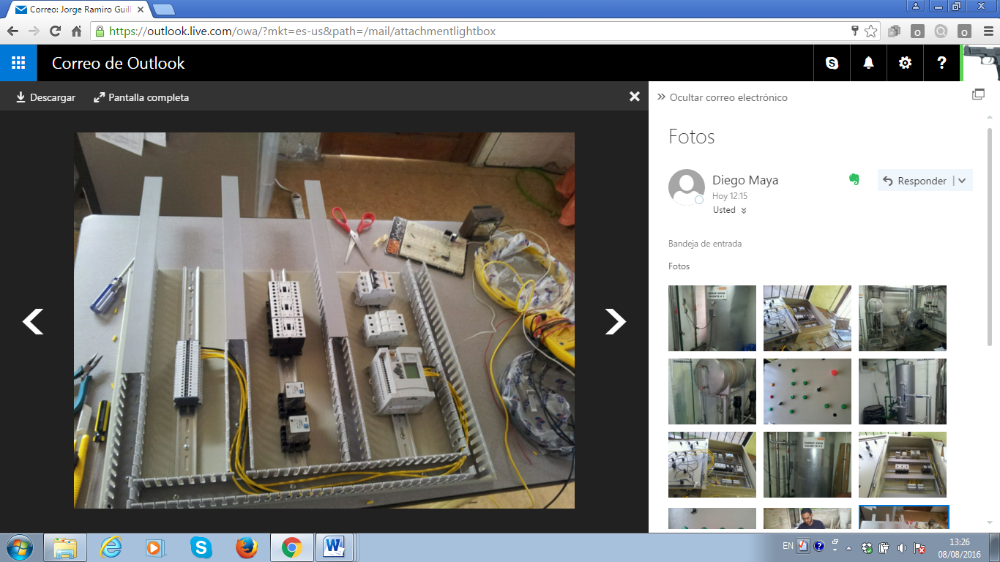 Correo: Jorge Ramiro Guill
https://outlook.live.com/owa/?mkt=es-us&path=/mail/attachmentlightbox
Correo de Outlook
Descargar
Pantalla completa
Ocultar correo electrónico
Fotos
Diego Maya
Hoy 12:15
Usted
Responder
Bandeja de entrada
Fotos
EN
13:26
08/08/2016